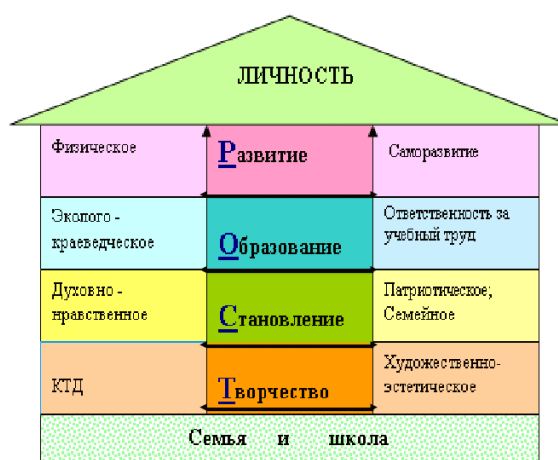 ЛИЧНОСТЬ
Физическое
Развитие
Саморазвитие
Эколого -
краеведческое
Образование
Ответственность за
учебный труд
Духовно -
нравственное
Становление
Патриотическое;
Семейное
КТД
Творчество
Художественно-
эстетическое
Семья и школа